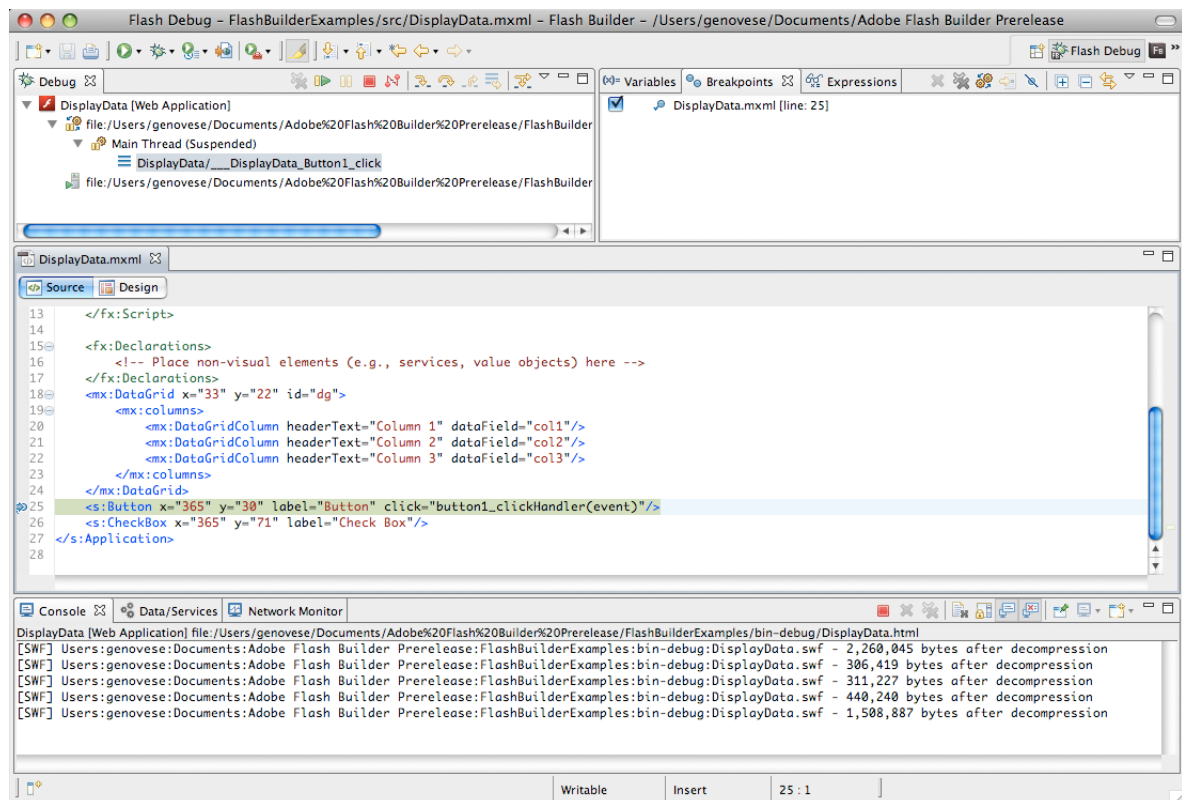 Flash Debug – FlashBuilderExamples/src/DisplayData.mxml – Flash Builder – /Users/genovese/Documents/Adobe Flash Builder Prerelease
Flash Debug
Fx
»
Debug
DisplayData [Web Application]
file:/Users/genovese/Documents/Adobe%20Flash%20Builder%20Prerelease/FlashBuilder
Main Thread (Suspended)
DisplayData/___DisplayData_Button1_click
file:/Users/genovese/Documents/Adobe%20Flash%20Builder%20Prerelease/FlashBuilder
(x)= Variables Breakpoints Expressions
DisplayData.mxml [line: 25]
DisplayData.mxml
Source Design
13 </fx:Script>
14
15 <fx:Declarations>
16 <!-- Place non-visual elements (e.g., services, value objects) here -->
17 </fx:Declarations>
18 <mx:DataGrid x="33" y="22" id="dg">
19 <mx:columns>
20 <mx:DataGridColumn headerText="Column 1" dataField="col1"/>
21 <mx:DataGridColumn headerText="Column 2" dataField="col2"/>
22 <mx:DataGridColumn headerText="Column 3" dataField="col3"/>
23 </mx:columns>
24 </mx:DataGrid>
25 <s:Button x="365" y="30" label="Button" click="button1_clickHandler(event)"/>
26 <s:CheckBox x="365" y="71" label="Check Box"/>
27 </s:Application>
28
Console Data/Services Network Monitor
DisplayData [Web Application] file:/Users/genovese/Documents/Adobe%20Flash%20Builder%20Prerelease/FlashBuilderExamples/bin-debug/DisplayData.html
[SWF] Users:genovese:Documents:Adobe Flash Builder Prerelease:FlashBuilderExamples:bin-debug:DisplayData.swf - 2,260,045 bytes after decompression
[SWF] Users:genovese:Documents:Adobe Flash Builder Prerelease:FlashBuilderExamples:bin-debug:DisplayData.swf - 306,419 bytes after decompression
[SWF] Users:genovese:Documents:Adobe Flash Builder Prerelease:FlashBuilderExamples:bin-debug:DisplayData.swf - 311,227 bytes after decompression
[SWF] Users:genovese:Documents:Adobe Flash Builder Prerelease:FlashBuilderExamples:bin-debug:DisplayData.swf - 440,240 bytes after decompression
[SWF] Users:genovese:Documents:Adobe Flash Builder Prerelease:FlashBuilderExamples:bin-debug:DisplayData.swf - 1,508,887 bytes after decompression
Writable Insert 25 : 1